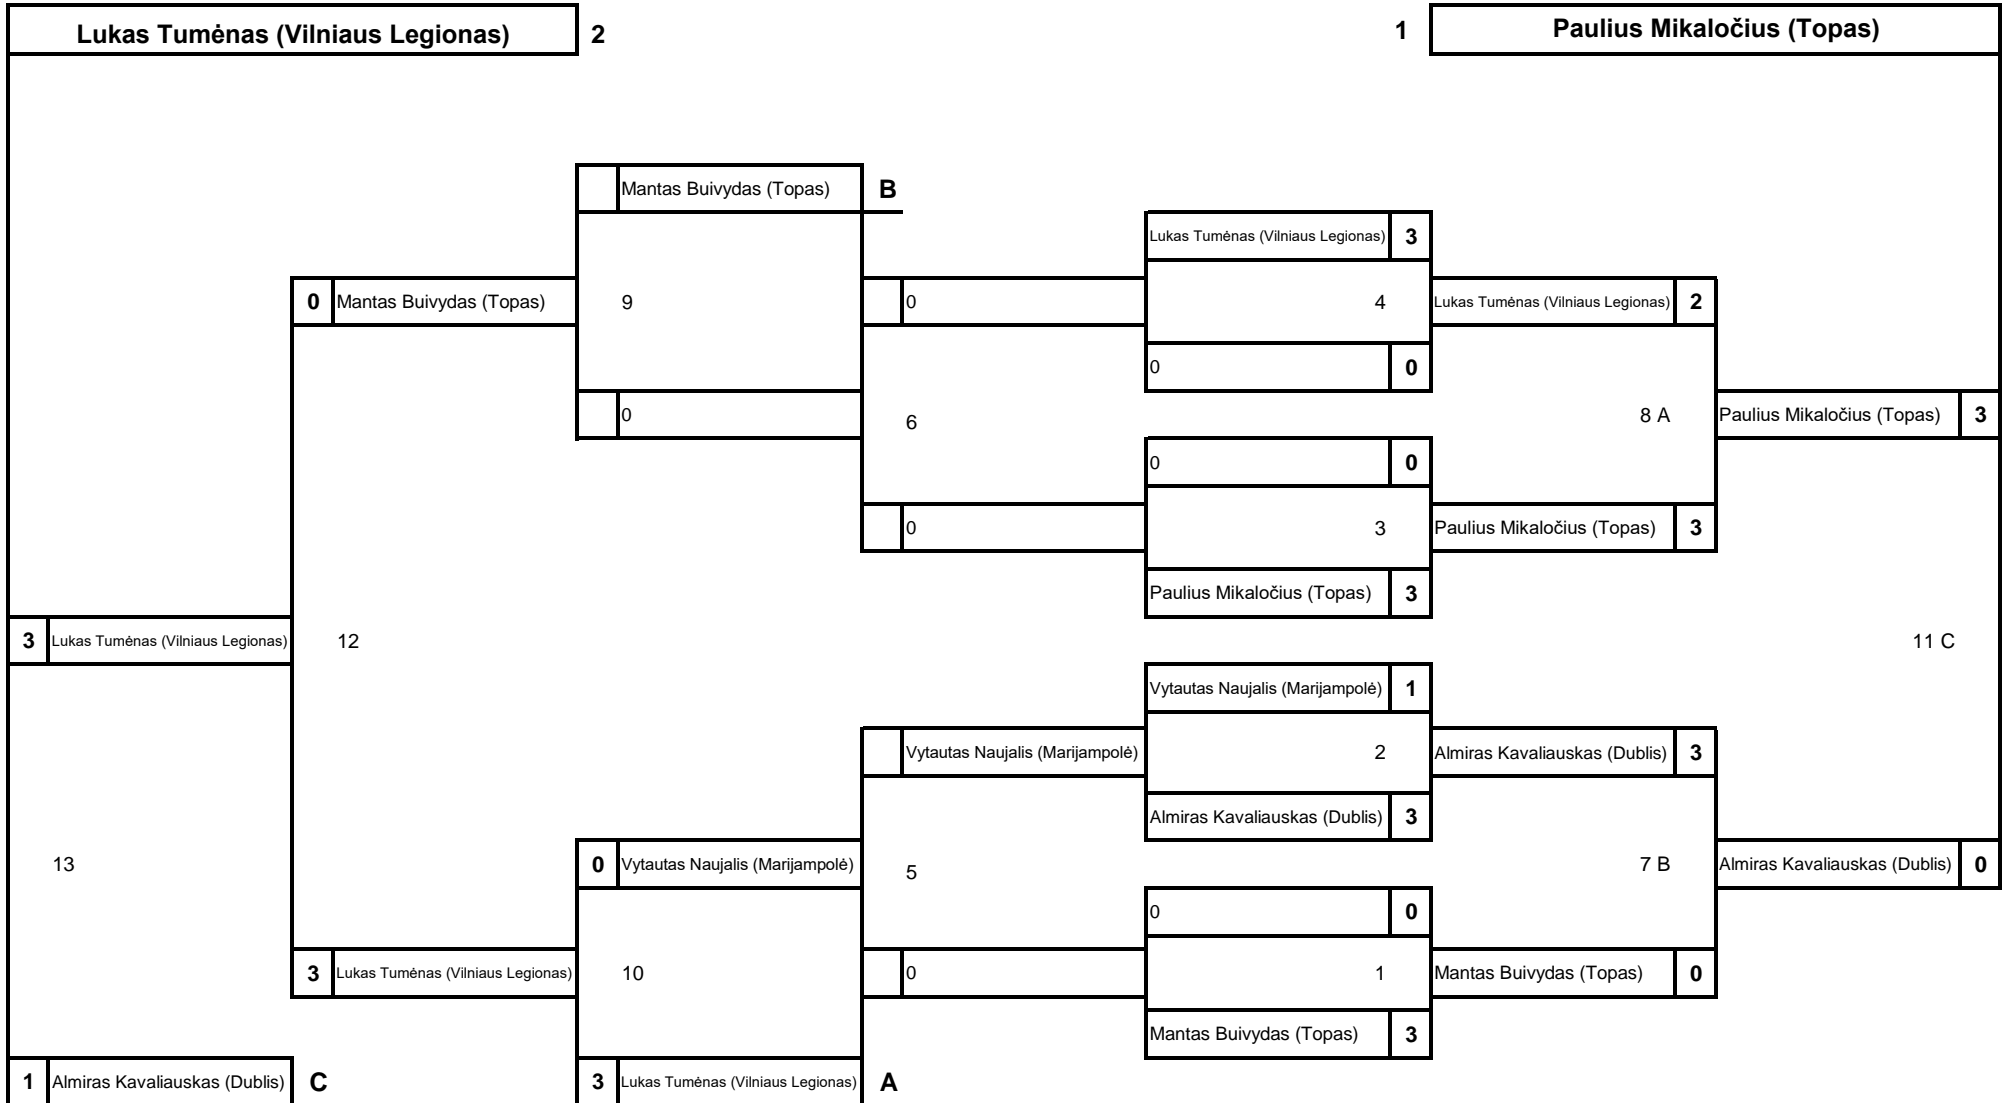 Lukas Tumėnas (Vilniaus Legionas) 2 1 Paulius Mikaločius (Topas)
Mantas Buivydas (Topas) B
Lukas Tumėnas (Vilniaus Legionas) 3
0 Mantas Buivydas (Topas) 9 0 4 Lukas Tumėnas (Vilniaus Legionas) 2
0 0
0 6 8 A Paulius Mikaločius (Topas) 3
0 0
0 3 Paulius Mikaločius (Topas) 3
Paulius Mikaločius (Topas) 3
3 Lukas Tumėnas (Vilniaus Legionas) 12 11 C
Vytautas Naujalis (Marijampolė) 1
Vytautas Naujalis (Marijampolė) 2 Almiras Kavaliauskas (Dublis) 3
Almiras Kavaliauskas (Dublis) 3
13 0 Vytautas Naujalis (Marijampolė) 5 7 B Almiras Kavaliauskas (Dublis) 0
0 0
3 Lukas Tumėnas (Vilniaus Legionas) 10 0 1 Mantas Buivydas (Topas) 0
Mantas Buivydas (Topas) 3
1 Almiras Kavaliauskas (Dublis) C 3 Lukas Tumėnas (Vilniaus Legionas) A